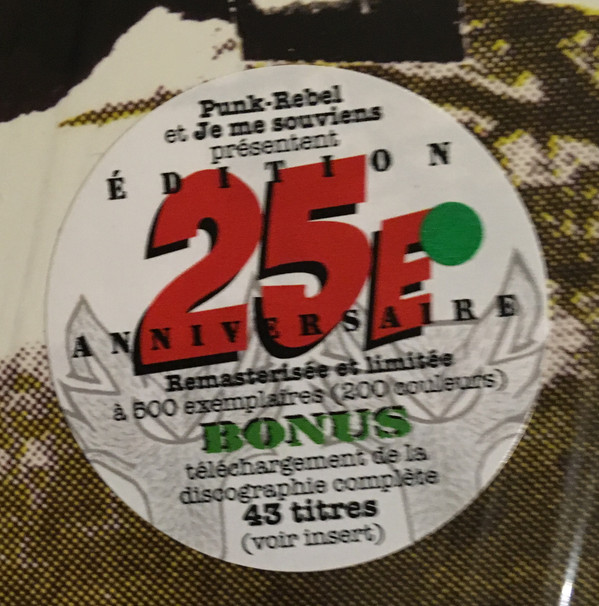 Punk-Rebel
et Je me souviens
présentent
ÉDITION
25E
ANNIVERSAIRE
Remasterisée et limitée
à 500 exemplaires (200 couleurs)
BONUS
téléchargement de la
discographie complète
43 titres
(voir insert)